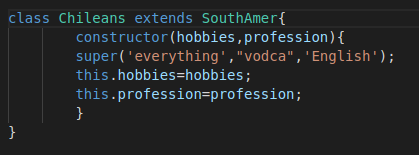 class Chileans extends SouthAmer{
constructor(hobbies,profession){
super('everything',"vodca",'English');
this.hobbies=hobbies;
this.profession=profession;
}
}